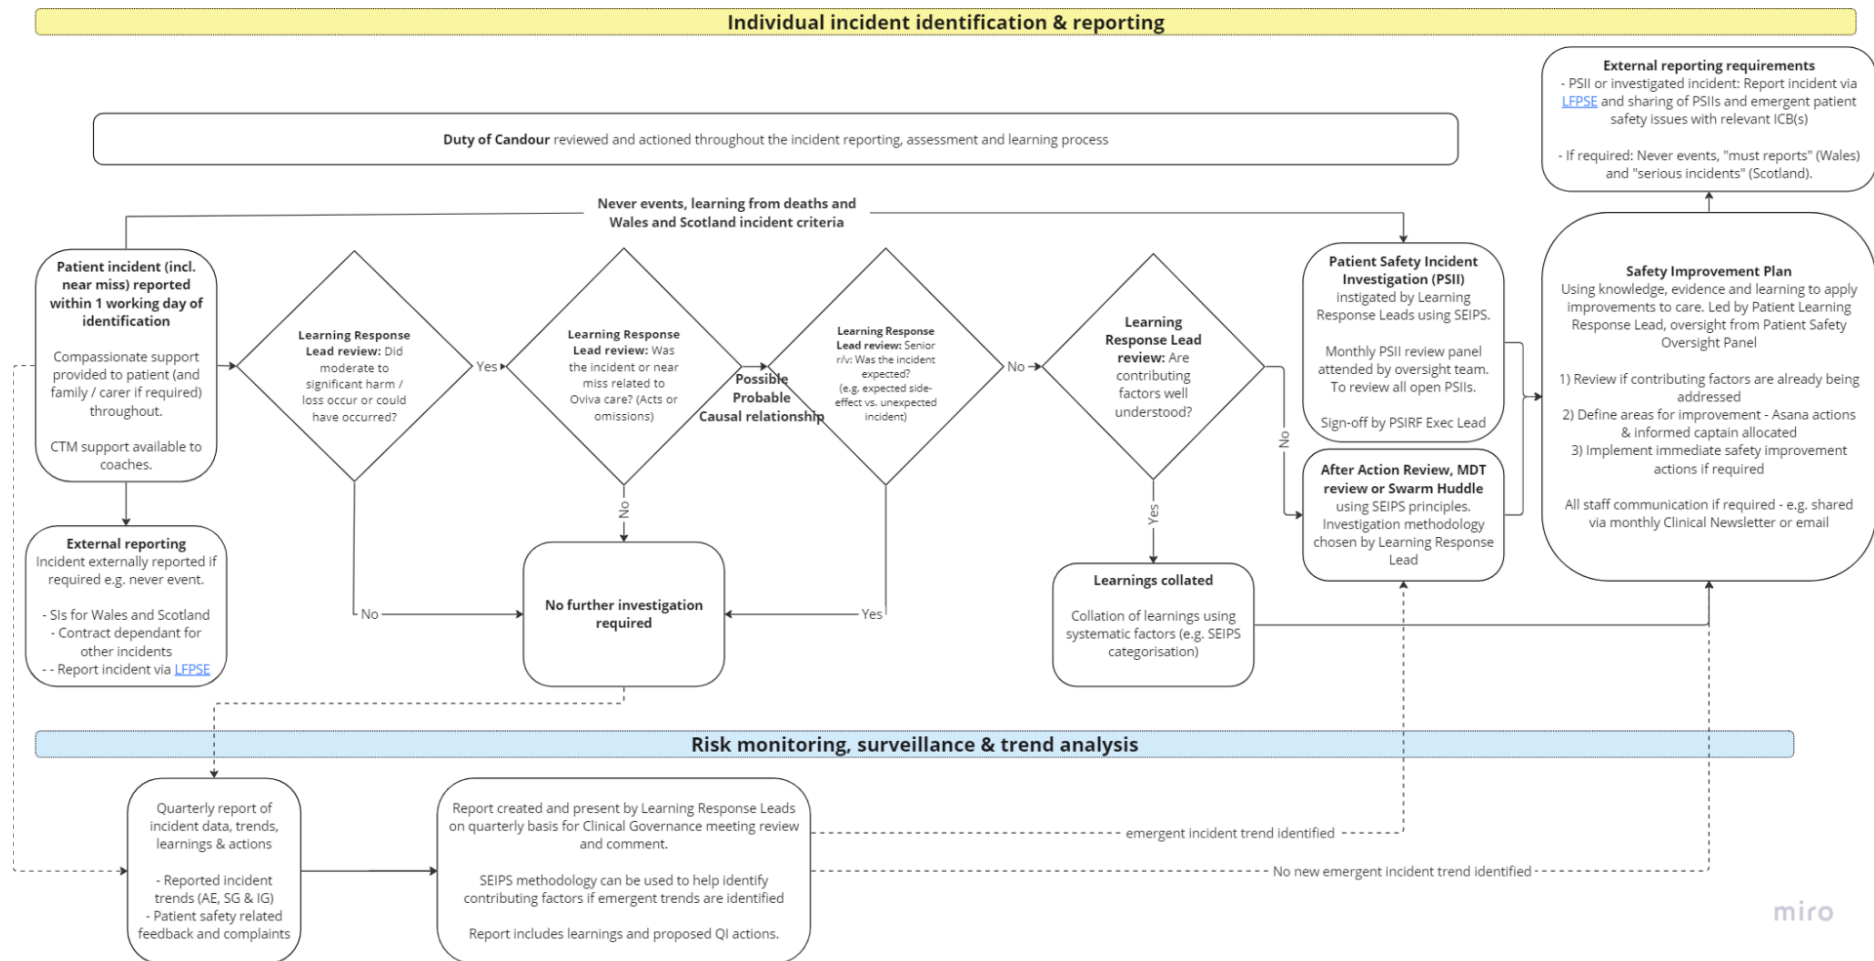 Individual incident identification & reporting
External reporting requirements
- PSII or investigated incident: Report incident via
LFPSE and sharing of PSIIs and emergent patient
safety issues with relevant ICB(s)
- If required: Never events, "must reports" (Wales)
and "serious incidents" (Scotland).
Duty of Candour reviewed and actioned throughout the incident reporting, assessment and learning process
Never events, learning from deaths and
Wales and Scotland incident criteria
Patient incident (incl.
near miss) reported
within 1 working day of
identification
Compassionate support
provided to patient (and
family / carer if required)
throughout.
CTM support available to
coaches.
Learning Response
Lead review: Did
moderate to
significant harm /
loss occur or could
have occurred?
Yes
Learning Response
Lead review: Was
the incident or near
miss related to
Oviva care? (Acts or
omissions)
Possible
Probable
Causal relationship
Learning Response
Lead review: Senior
r/v: Was the incident
expected?
(e.g. expected side-
effect vs. unexpected
incident)
No
Learning
Response Lead
review: Are
contributing
factors well
understood?
No
Yes
Patient Safety Incident
Investigation (PSII)
instigated by Learning
Response Leads using SEIPS.
Monthly PSII review panel
attended by oversight team.
To review all open PSIIs.
Sign-off by PSIRF Exec Lead
After Action Review, MDT
review or Swarm Huddle
using SEIPS principles.
Investigation methodology
chosen by Learning Response
Lead
Safety Improvement Plan
Using knowledge, evidence and learning to apply
improvements to care. Led by Patient Learning
Response Lead, oversight from Patient Safety
Oversight Panel
1) Review if contributing factors are already being
addressed
2) Define areas for improvement - Asana actions
& informed captain allocated
3) Implement immediate safety improvement
actions if required
All staff communication if required - e.g. shared
via monthly Clinical Newsletter or email
External reporting
Incident externally reported if
required e.g. never event.
- SIs for Wales and Scotland
- Contract dependant for
other incidents
- - Report incident via LFPSE
No
No
Yes
No further investigation
required
Learnings collated
Collation of learnings using
systematic factors (e.g. SEIPS
categorisation)
Risk monitoring, surveillance & trend analysis
Quarterly report of
incident data, trends,
learnings & actions
- Reported incident
trends (AE, SG & IG)
- Patient safety related
feedback and complaints
Report created and present by Learning Response Leads
on quarterly basis for Clinical Governance meeting review
and comment.
SEIPS methodology can be used to help identify
contributing factors if emergent trends are identified
Report includes learnings and proposed QI actions.
emergent incident trend identified
No new emergent incident trend identified
miro